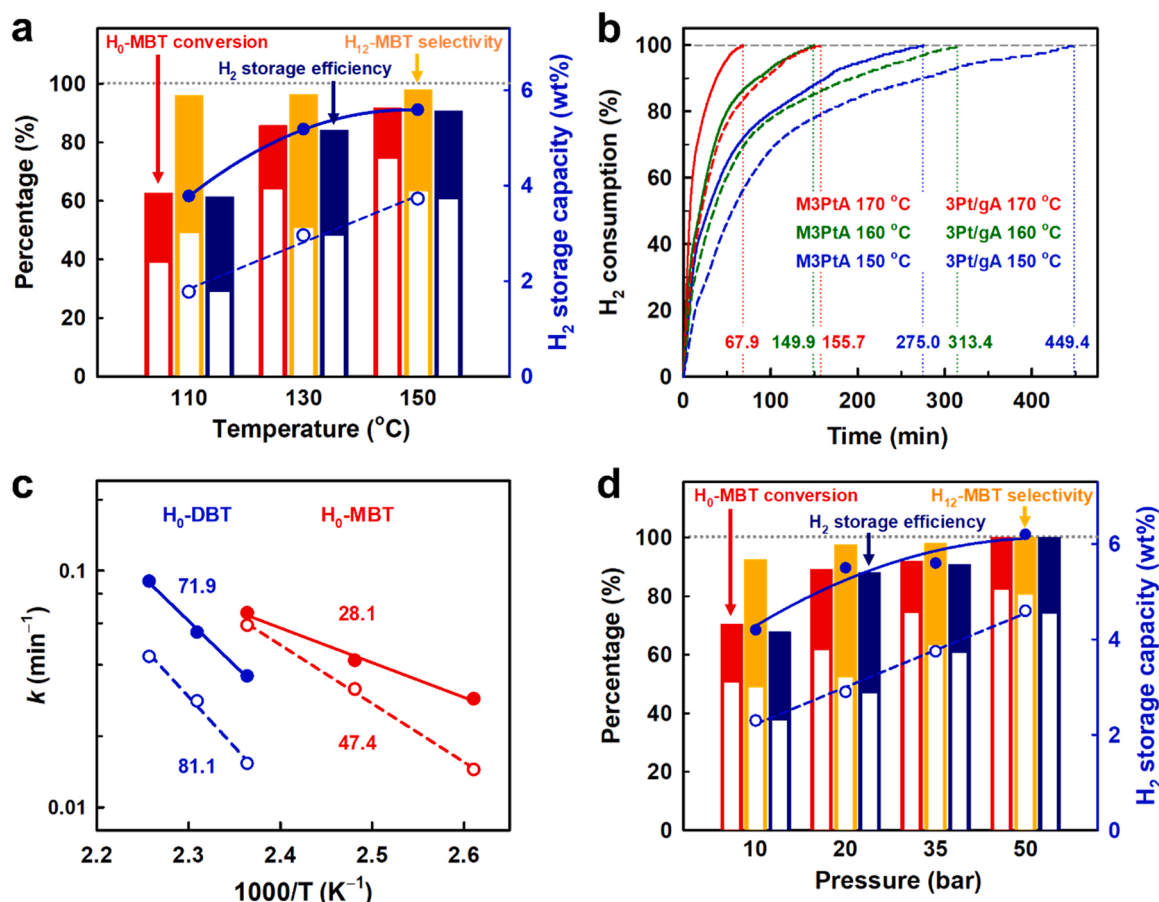 a
H₀-MBT conversion
H₁₂-MBT selectivity
H₂ storage efficiency
Percentage (%)
100
80
60
40
20
0
6
4
2
0
H₂ storage capacity (wt%)
110
130
150
Temperature (°C)
b
H₂ consumption (%)
100
80
60
40
20
0
M3PtA 170 °C
3Pt/gA 170 °C
M3PtA 160 °C
3Pt/gA 160 °C
M3PtA 150 °C
3Pt/gA 150 °C
67.9
149.9
155.7
275.0
313.4
449.4
0
100
200
300
400
Time (min)
c
H₀-DBT
H₀-MBT
k (min⁻¹)
0.1
0.01
71.9
28.1
81.1
47.4
2.2
2.3
2.4
2.5
2.6
1000/T (K⁻¹)
d
H₀-MBT conversion
H₁₂-MBT selectivity
H₂ storage efficiency
Percentage (%)
100
80
60
40
20
0
6
4
2
0
H₂ storage capacity (wt%)
10
20
35
50
Pressure (bar)